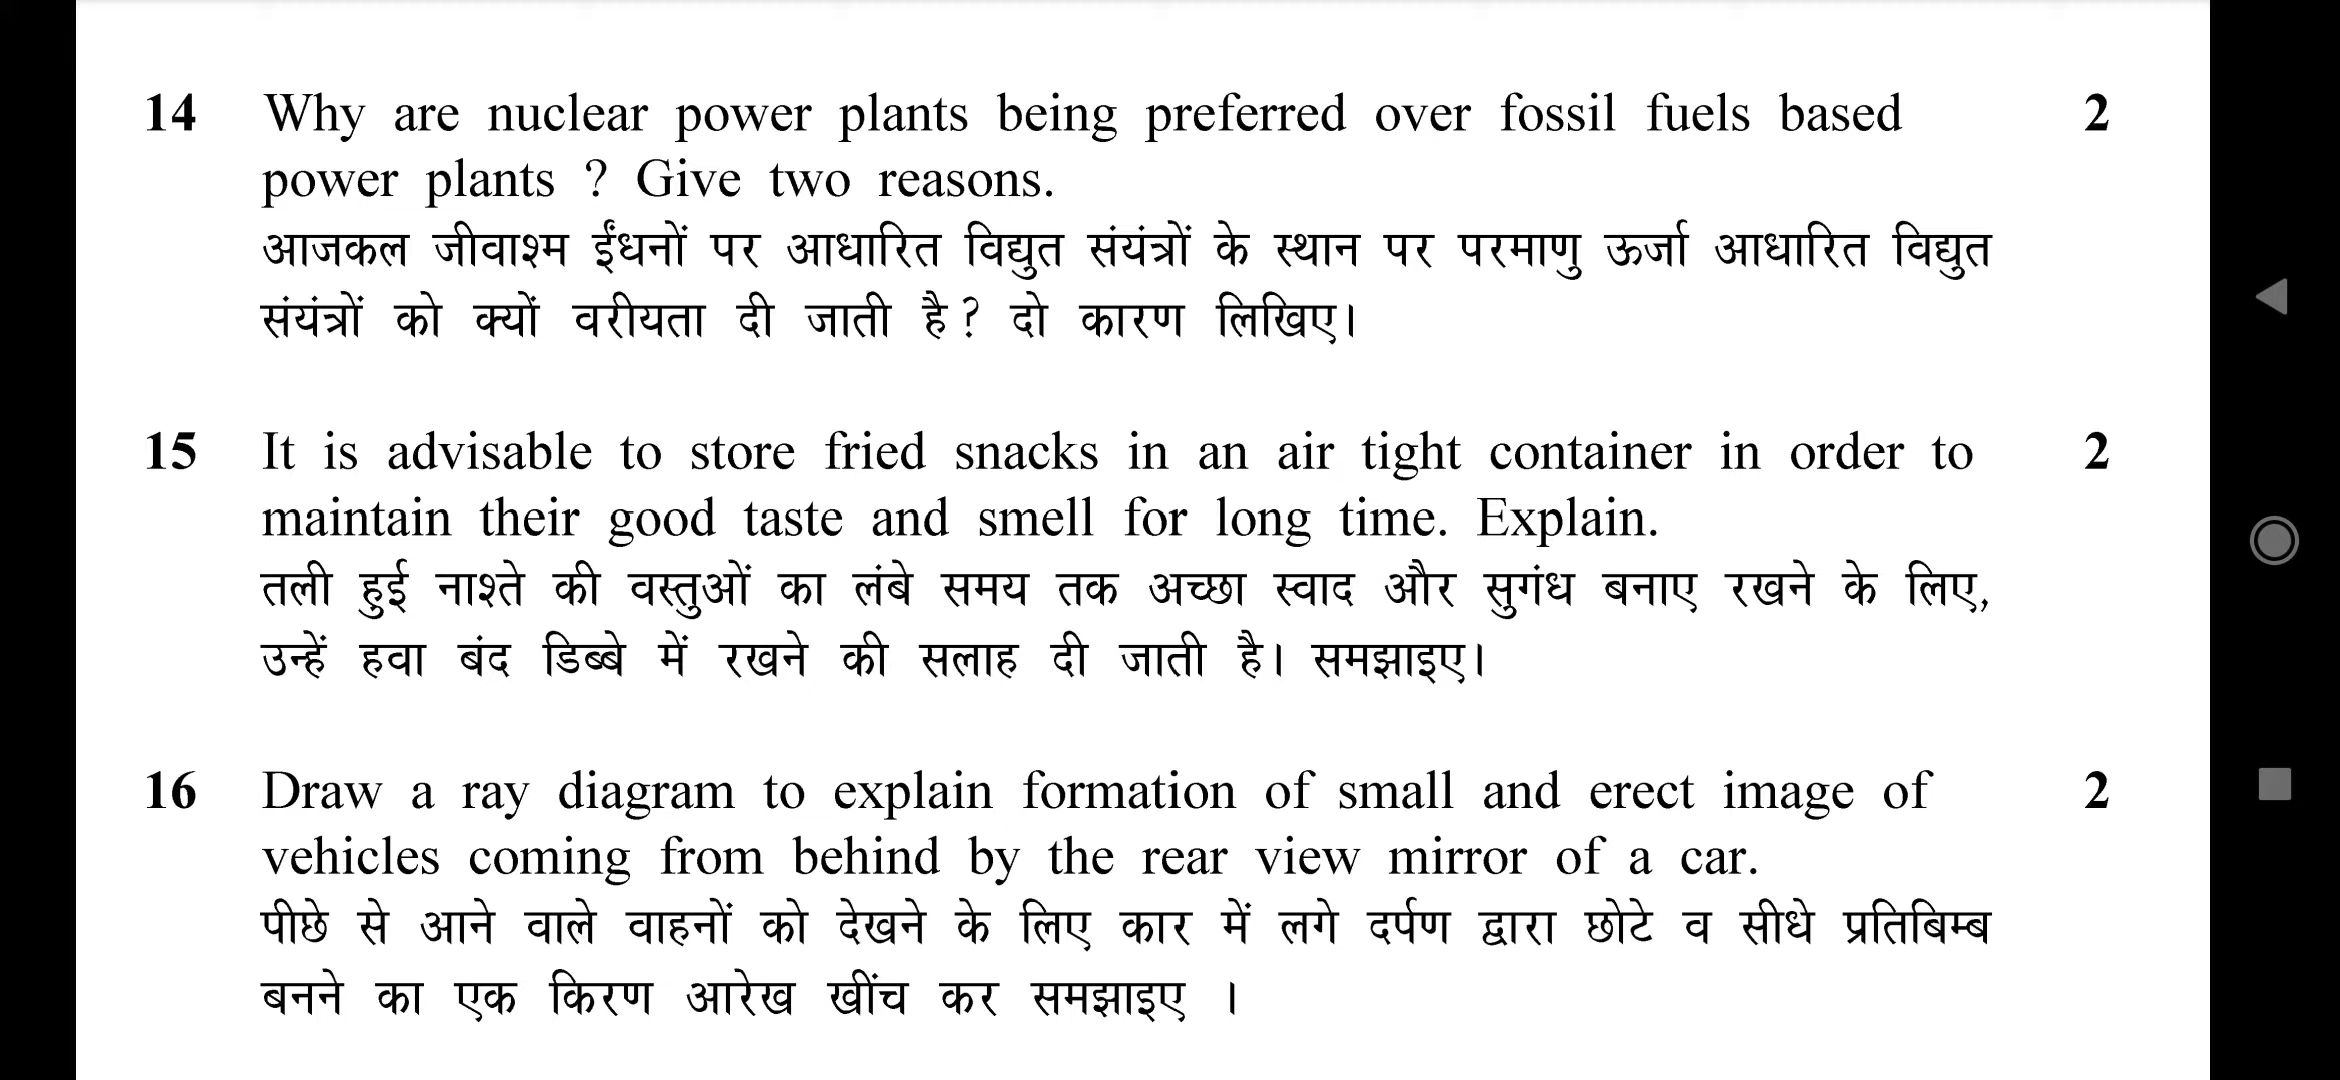 14 Why are nuclear power plants being preferred over fossil fuels based 2
power plants ? Give two reasons.
आजकल जीवाश्म ईंधनों पर आधारित विद्युत संयंत्रों के स्थान पर परमाणु ऊर्जा आधारित विद्युत
संयंत्रों को क्यों वरीयता दी जाती है? दो कारण लिखिए।
15 It is advisable to store fried snacks in an air tight container in order to 2
maintain their good taste and smell for long time. Explain.
तली हुई नाश्ते की वस्तुओं का लंबे समय तक अच्छा स्वाद और सुगंध बनाए रखने के लिए,
उन्हें हवा बंद डिब्बे में रखने की सलाह दी जाती है। समझाइए।
16 Draw a ray diagram to explain formation of small and erect image of 2
vehicles coming from behind by the rear view mirror of a car.
पीछे से आने वाले वाहनों को देखने के लिए कार में लगे दर्पण द्वारा छोटे व सीधे प्रतिबिम्ब
बनने का एक किरण आरेख खींच कर समझाइए ।